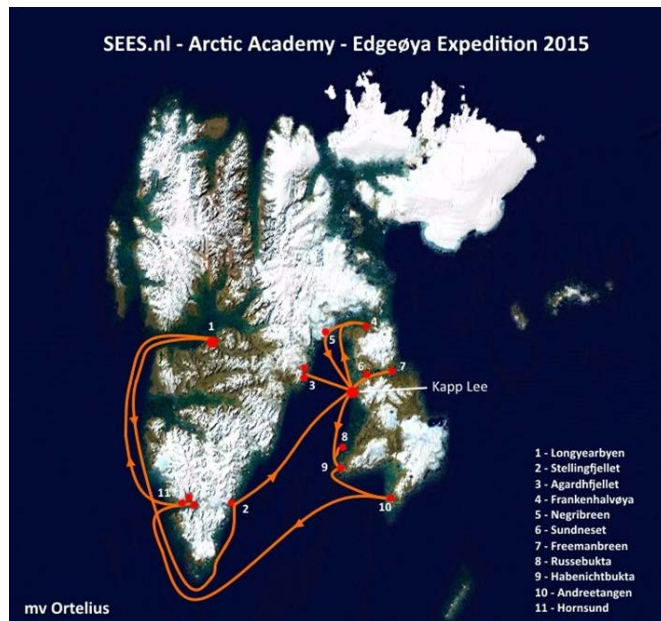 SEES.nl - Arctic Academy - Edgeøya Expedition 2015
1
4
5
6
7
3
Kapp Lee
8
9
11
2
10
1 - Longyearbyen
2 - Stellingfjellet
3 - Agardhfjellet
4 - Frankenhalvøya
5 - Negribreen
6 - Sundneset
7 - Freemanbreen
8 - Russebukta
9 - Habenichtbukta
10 - Andreetangen
11 - Hornsund
mv Ortelius